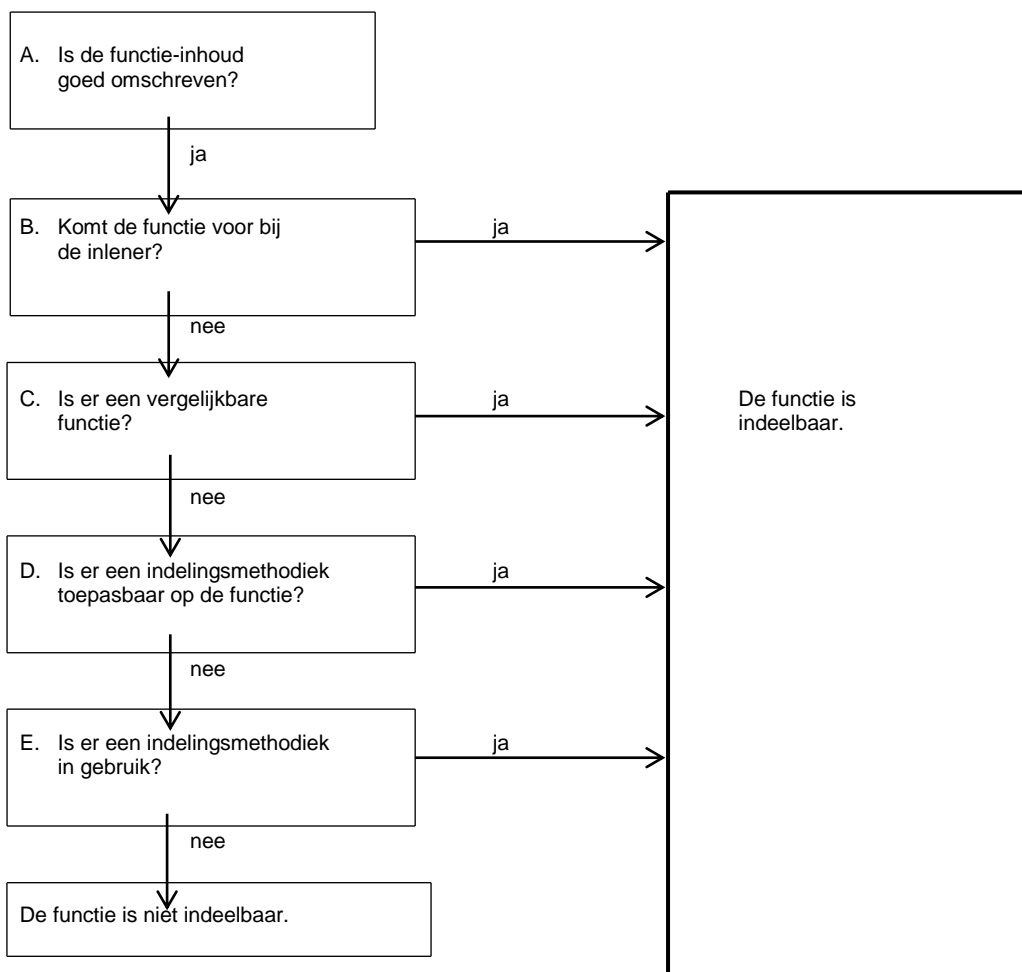 A. Is de functie-inhoud
goed omschreven?
ja
B. Komt de functie voor bij
de inlener?
ja
nee
C. Is er een vergelijkbare
functie?
ja
De functie is
indeelbaar.
nee
D. Is er een indelingsmethodiek
toepasbaar op de functie?
ja
nee
E. Is er een indelingsmethodiek
in gebruik?
ja
nee
De functie is niet indeelbaar.